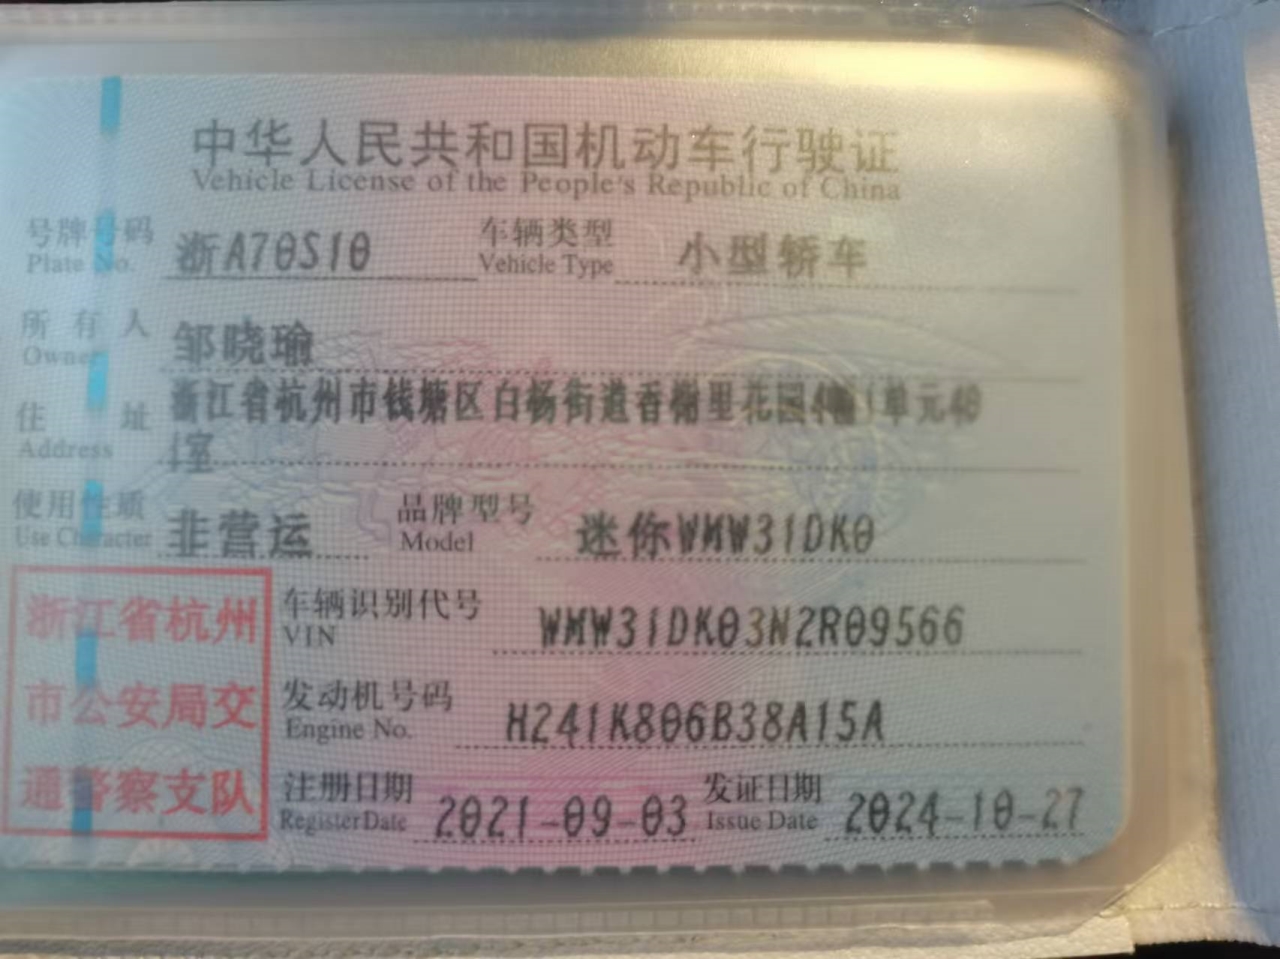 中华人民共和国机动车行驶证
Vehicle License of the People's Republic of China
号牌号码 浙A70S10 车辆类型 小型轿车
Plate No. Vehicle Type
所有人 邹晓瑜
Owner
住址 浙江省杭州市钱塘区白杨街道香榭里花园4幢1单元40
Address 1室
使用性质 非营运 品牌型号 迷你WMW31DK0
Use Character Model
浙江省杭州 车辆识别代号 WMW31DK03N2R09566
VIN
市公安局交 发动机号码 H241K806B38A15A
Engine No.
通警察支队 注册日期 2021-09-03 发证日期 2024-10-27
Register Date Issue Date